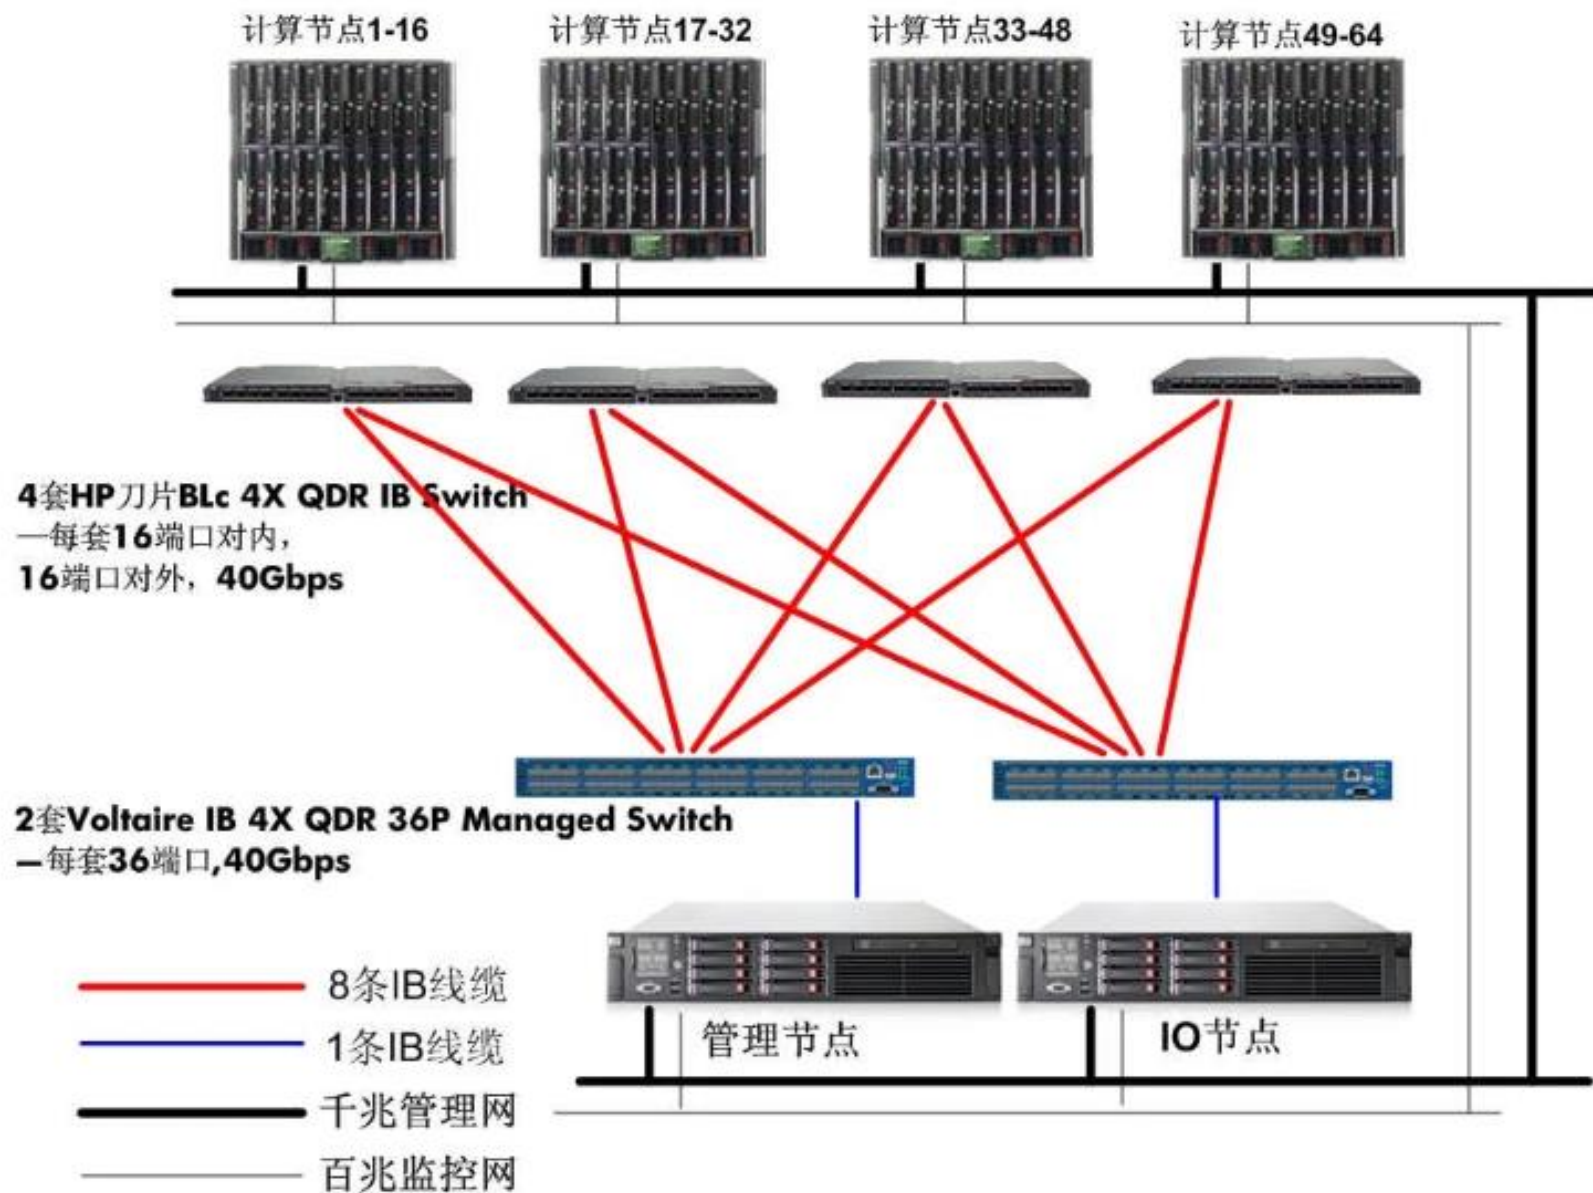 计算节点1-16
计算节点17-32
计算节点33-48
计算节点49-64
4套HP刀片BLc 4X QDR IB Switch
—每套16端口对内，
16端口对外，40Gbps
2套Voltaire IB 4X QDR 36P Managed Switch
—每套36端口,40Gbps
8条IB线缆
1条IB线缆
千兆管理网
百兆监控网
管理节点
IO节点